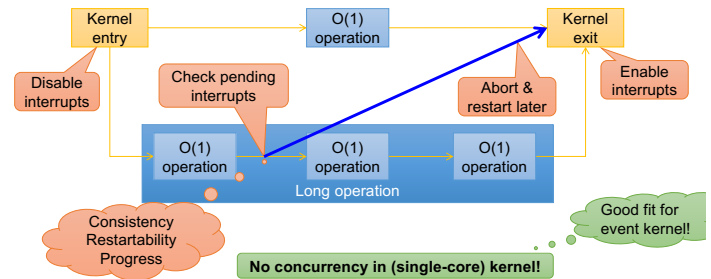 Kernel
entry
O(1)
operation
Kernel
exit
Disable
interrupts
Check pending
interrupts
Abort &
restart later
Enable
interrupts
O(1)
operation
O(1)
operation
O(1)
operation
Long operation
Consistency
Restartability
Progress
Good fit for
event kernel!
No concurrency in (single-core) kernel!